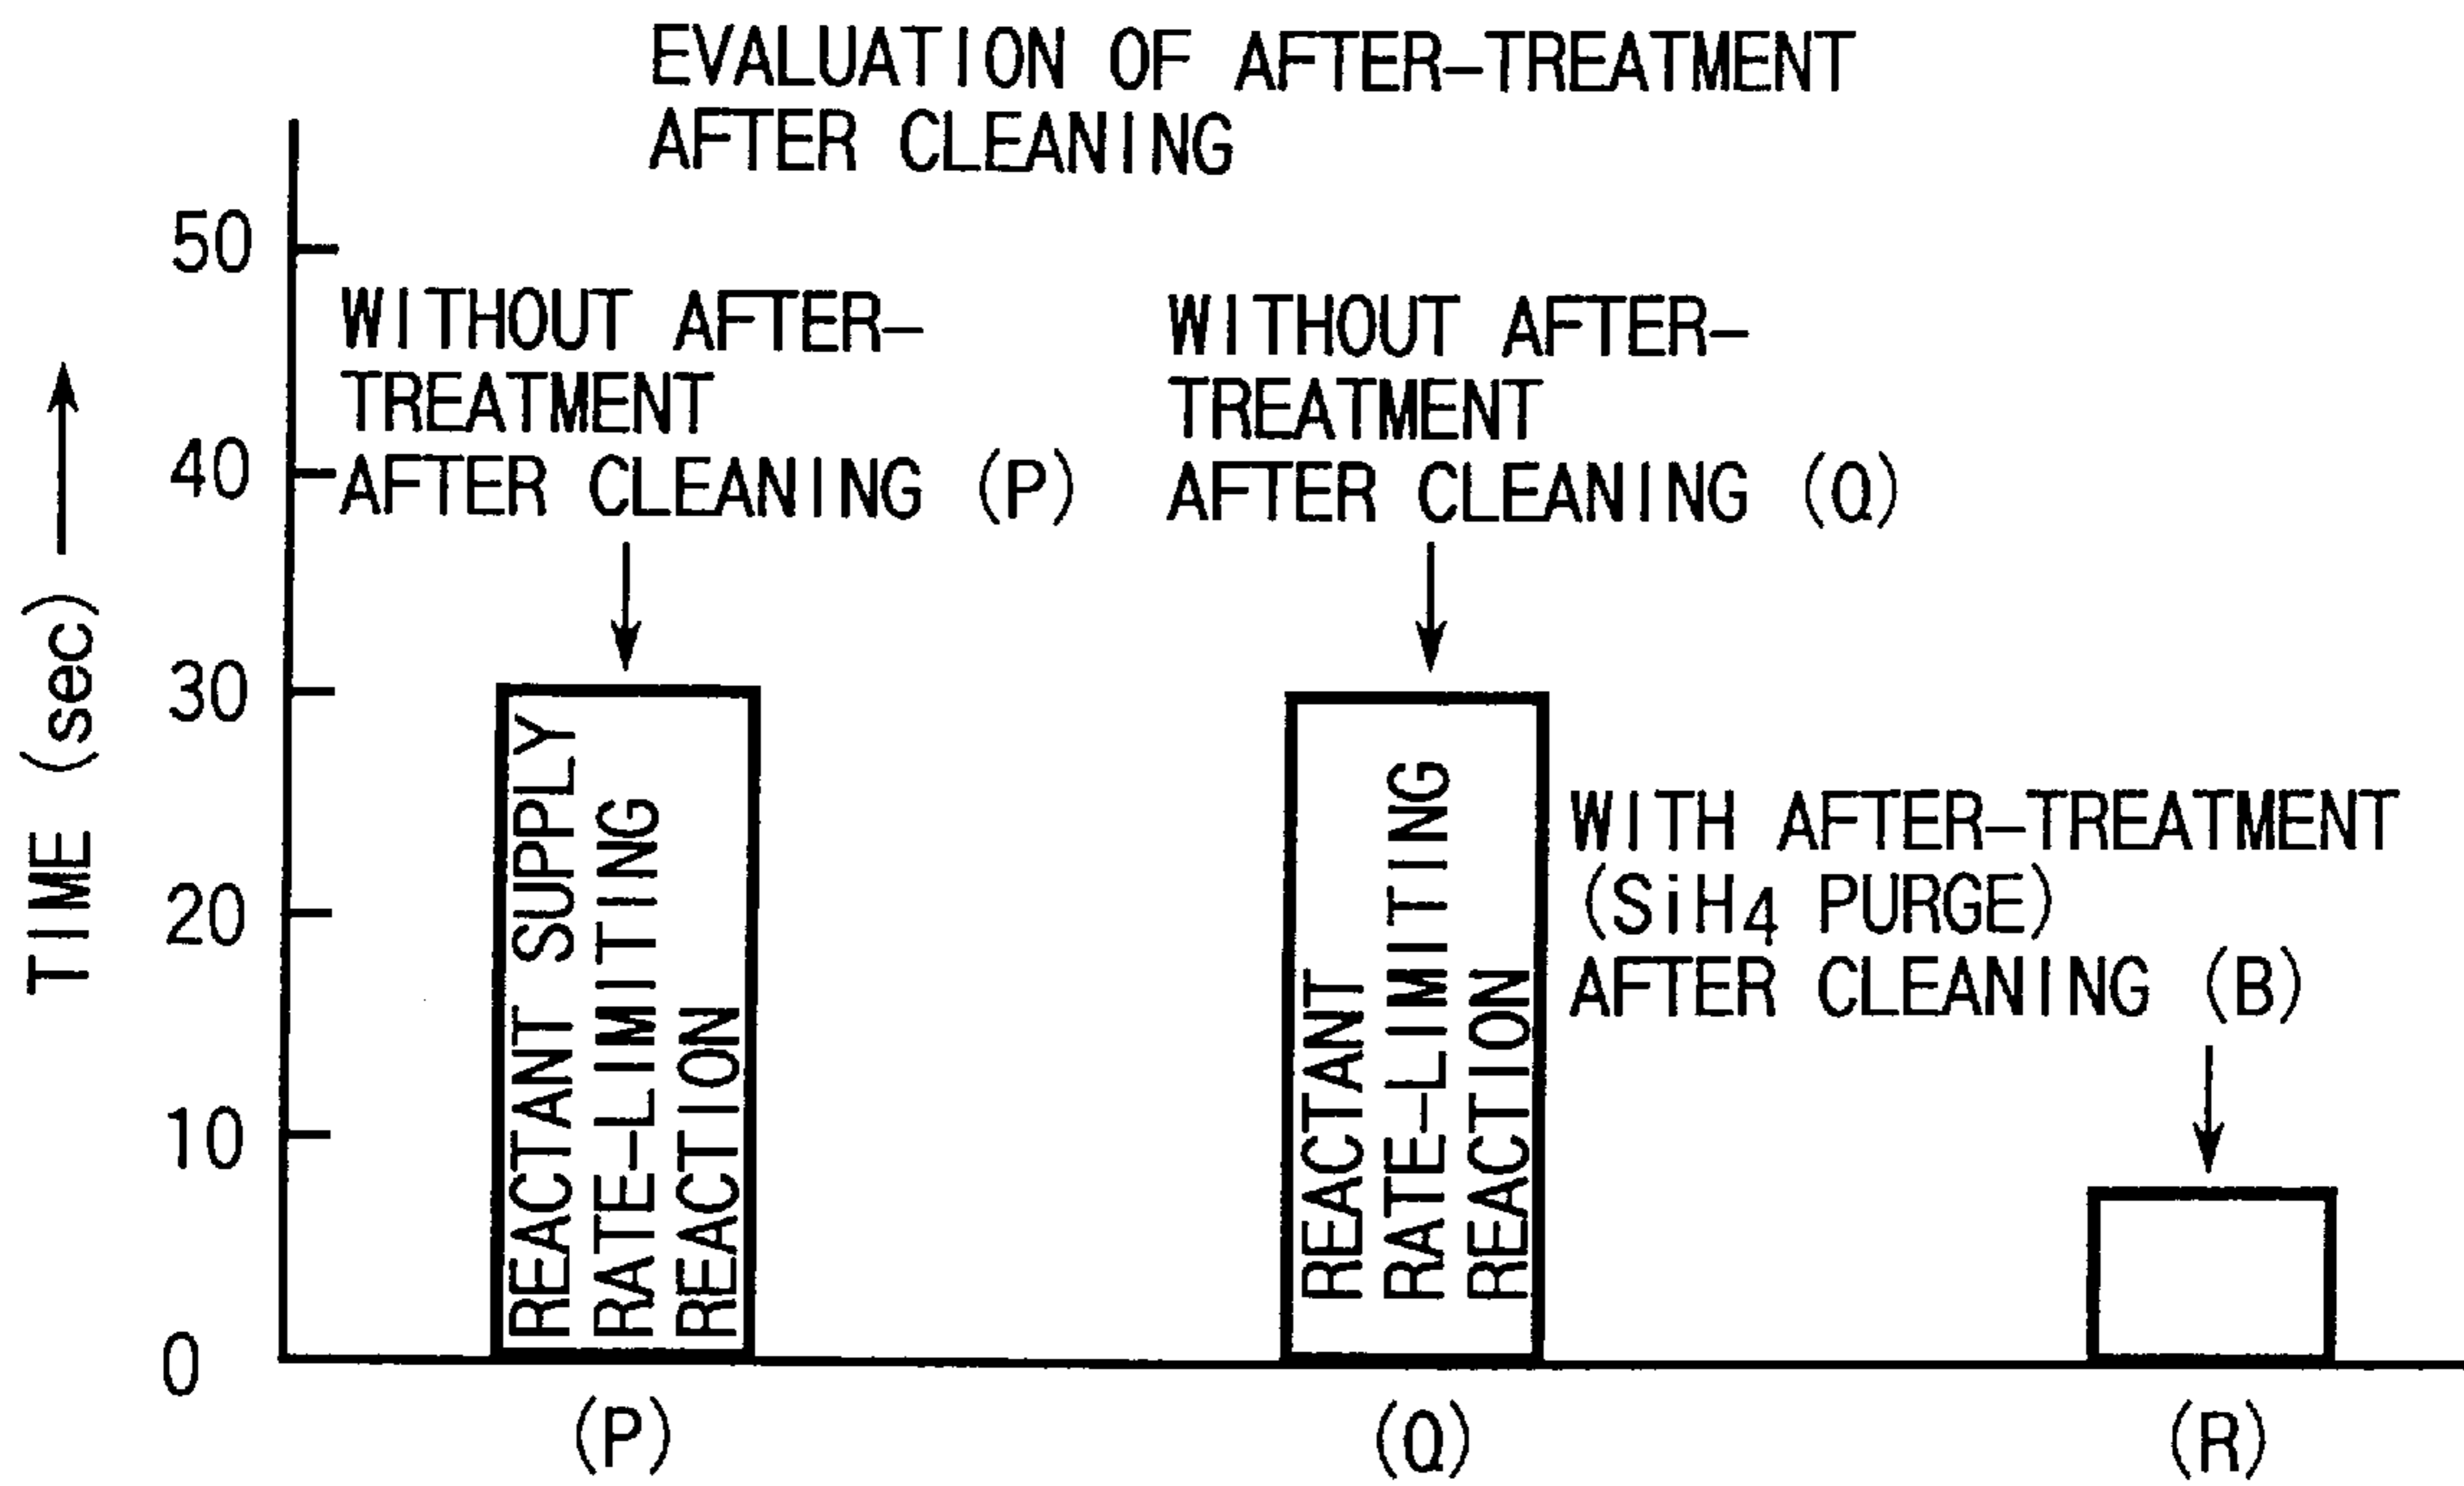 EVALUATION OF AFTER-TREATMENT
AFTER CLEANING
TIME (sec)
50
40
30
20
10
0
WITHOUT AFTER-
TREATMENT
AFTER CLEANING (P)
WITHOUT AFTER-
TREATMENT
AFTER CLEANING (Q)
REACTANT SUPPLY
RATE-LIMITING
REACTION
REACTANT
RATE-LIMITING
REACTION
WITH AFTER-TREATMENT
(SiH4 PURGE)
AFTER CLEANING (B)
(P)
(Q)
(R)